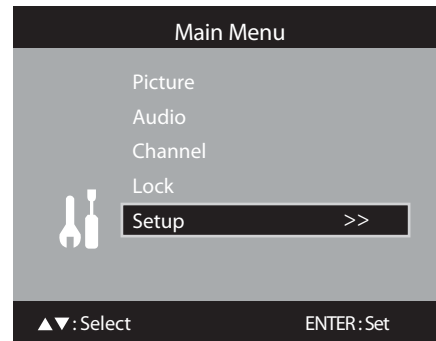 Main Menu
Picture
Audio
Channel
Lock
Setup >>
▲▼: Select ENTER : Set